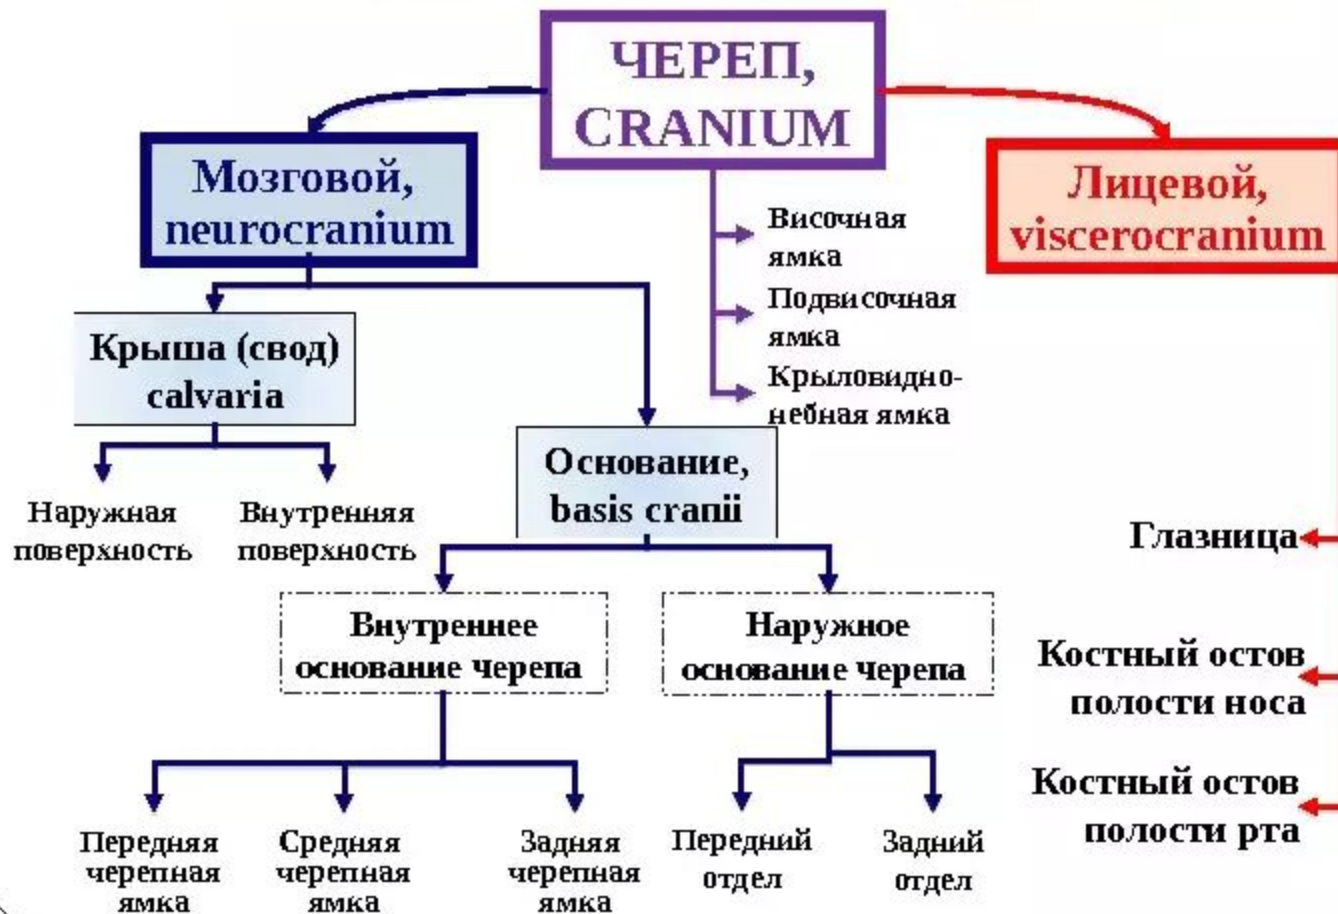 ЧЕРЕП,
CRANIUM
Мозговой,
neurocranium
Лицевой,
viscerocranium
Височная
ямка
Подвисочная
ямка
Крыловидно-
небная ямка
Крыша (свод)
calvaria
Наружная
поверхность
Внутренняя
поверхность
Основание,
basis cranii
Внутреннее
основание черепа
Наружное
основание черепа
Передняя
черепная
ямка
Средняя
черепная
ямка
Задняя
черепная
ямка
Передний
отдел
Задний
отдел
Глазница
Костный остов
полости носа
Костный остов
полости рта